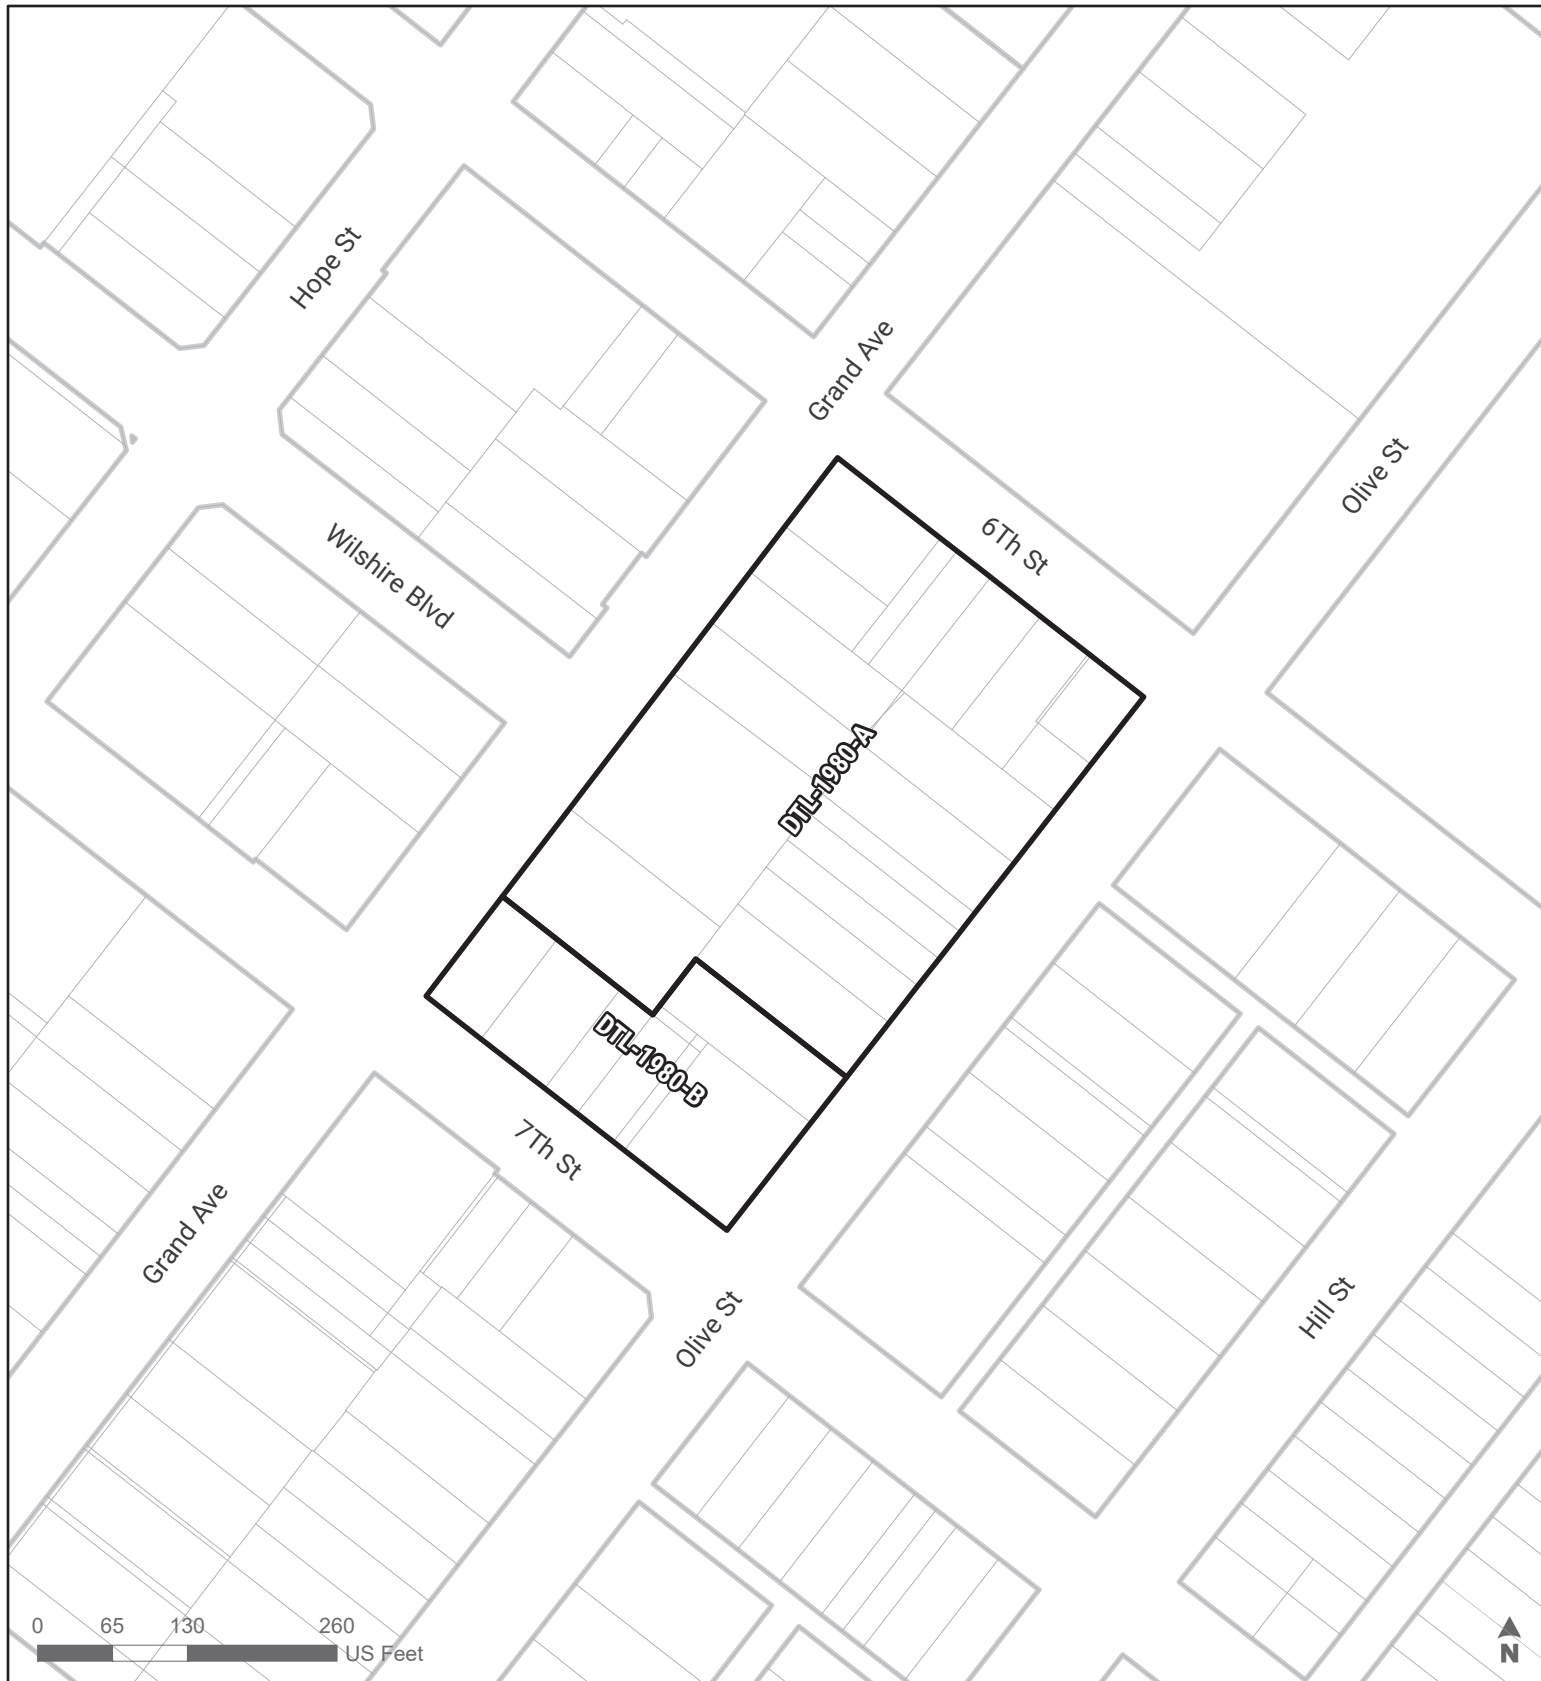 Hope St
Grand Ave
Olive St
6Th St
Wilshire Blvd
DTL-1980-A
DTL-1980-B
7Th St
Grand Ave
Olive St
Hill St
0 65 130 260
US Feet
N